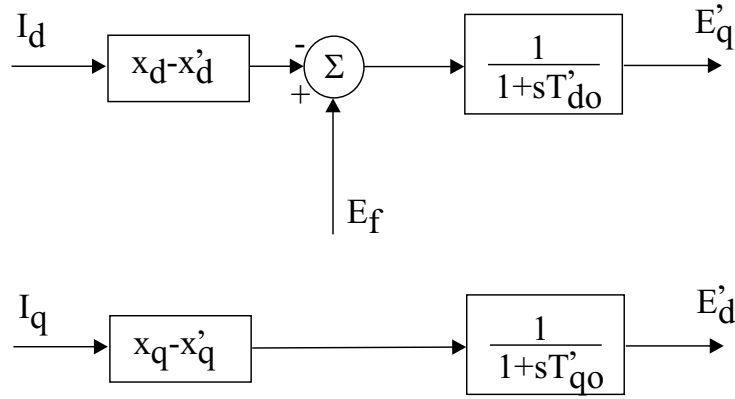 I_d
x_d-x'_d
-
Σ
+
1
1+sT'_do
E'_q
E_f
I_q
x_q-x'_q
1
1+sT'_qo
E'_d